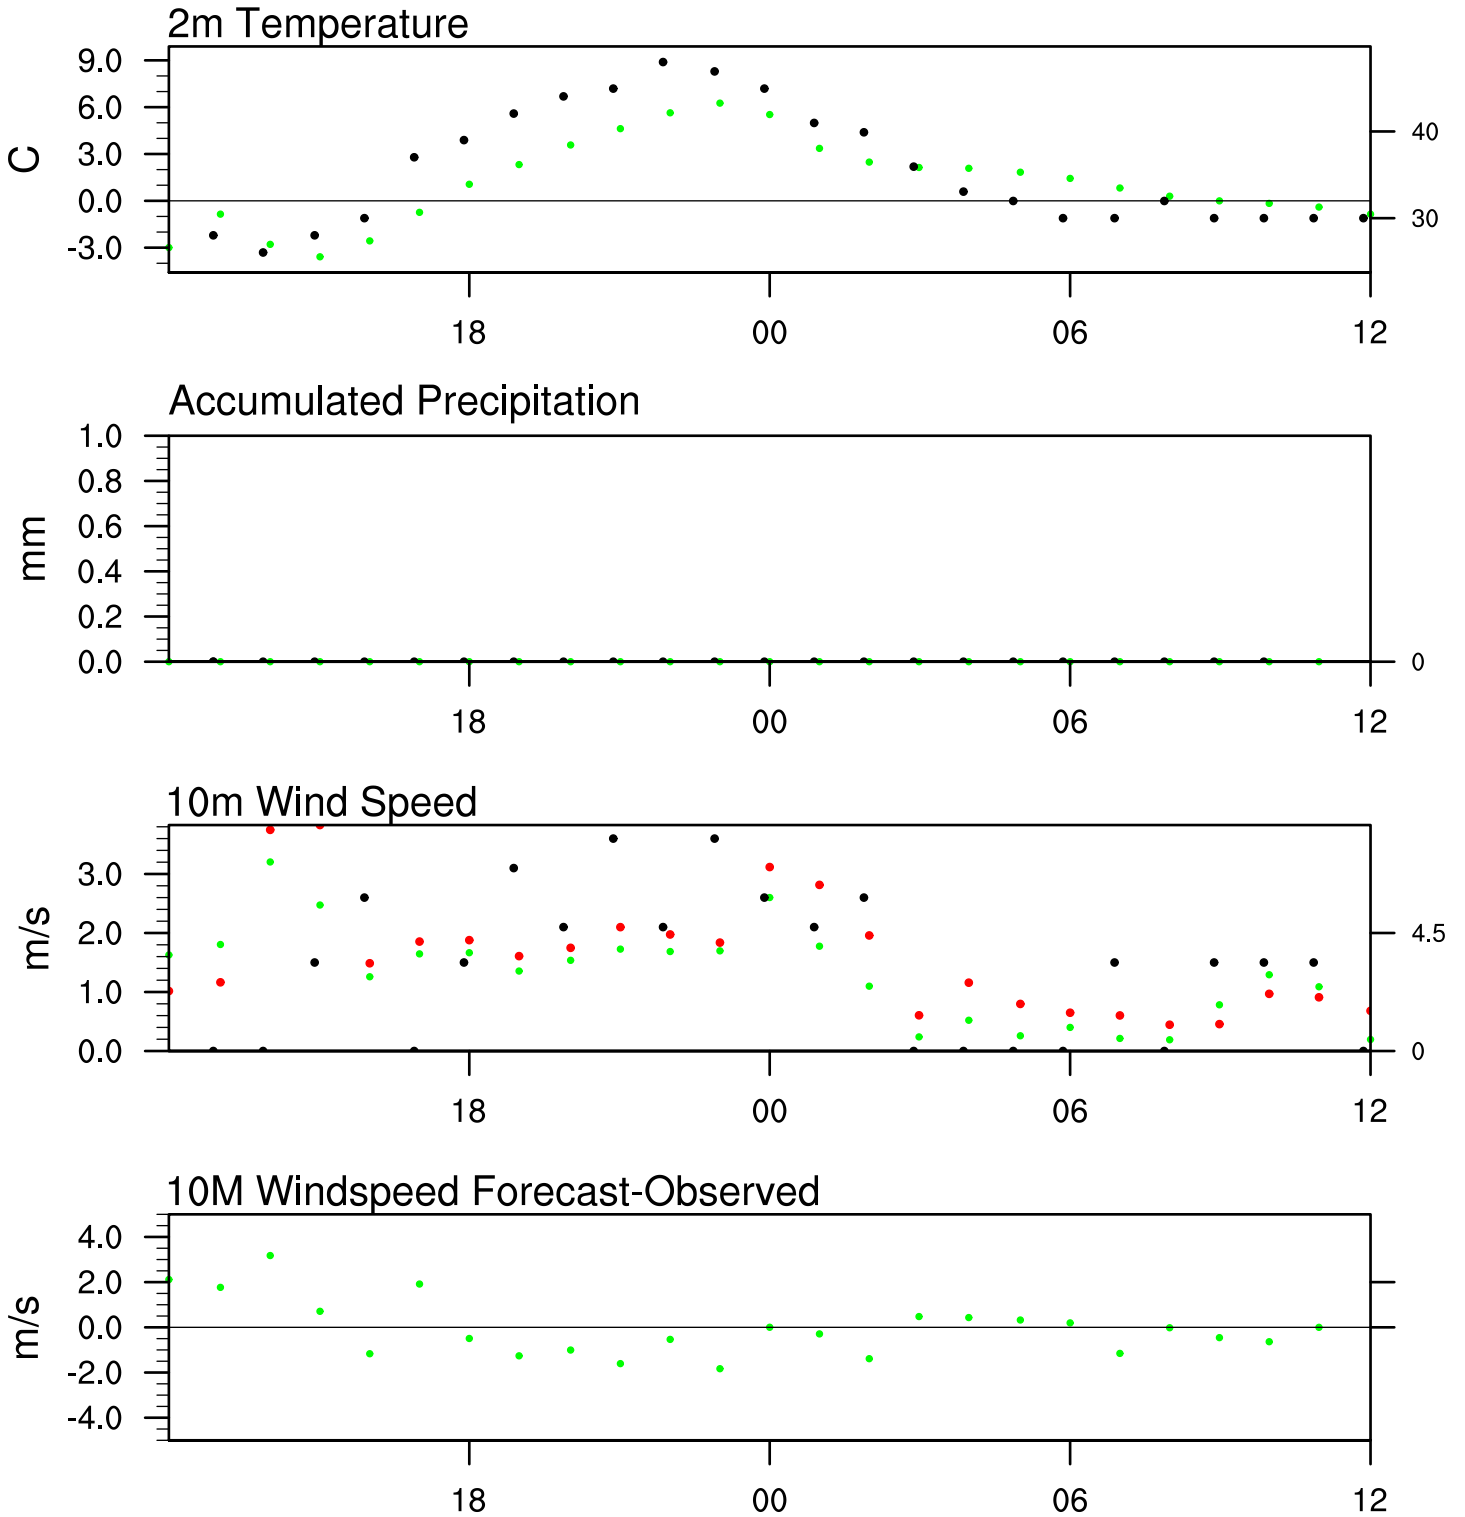 2m Temperature
9.0
6.0
3.0
0.0
-3.0
C
40
30
18 00 06 12
Accumulated Precipitation
1.0
0.8
0.6
0.4
0.2
0.0
mm
0
18 00 06 12
10m Wind Speed
3.0
2.0
1.0
0.0
m/s
4.5
0
18 00 06 12
10M Windspeed Forecast-Observed
4.0
2.0
0.0
-2.0
-4.0
m/s
18 00 06 12